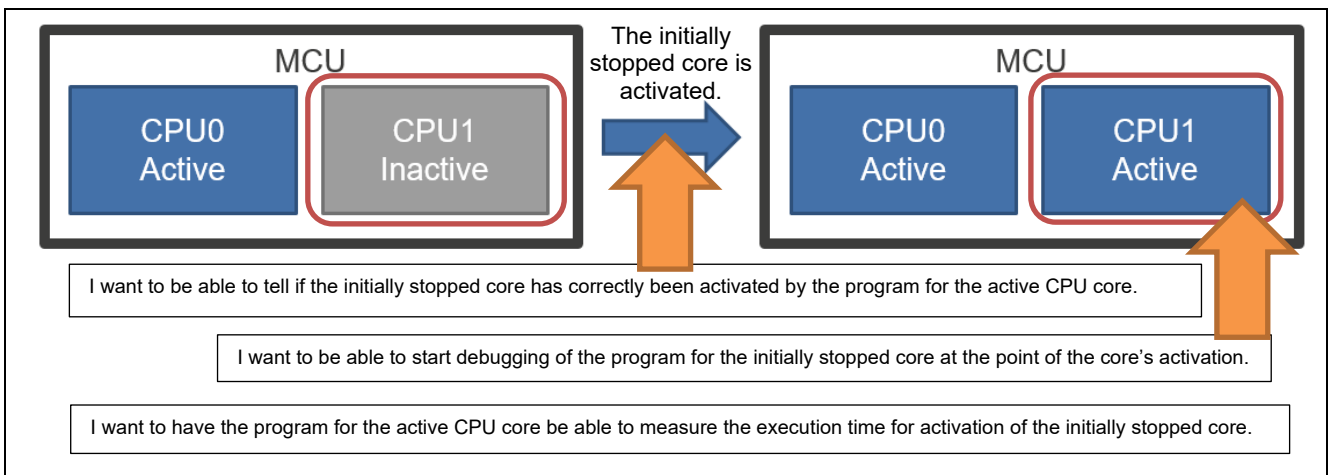 MCU
CPU0
Active
CPU1
Inactive
The initially
stopped core is
activated.
MCU
CPU0
Active
CPU1
Active
I want to be able to tell if the initially stopped core has correctly been activated by the program for the active CPU core.
I want to be able to start debugging of the program for the initially stopped core at the point of the core’s activation.
I want to have the program for the active CPU core be able to measure the execution time for activation of the initially stopped core.